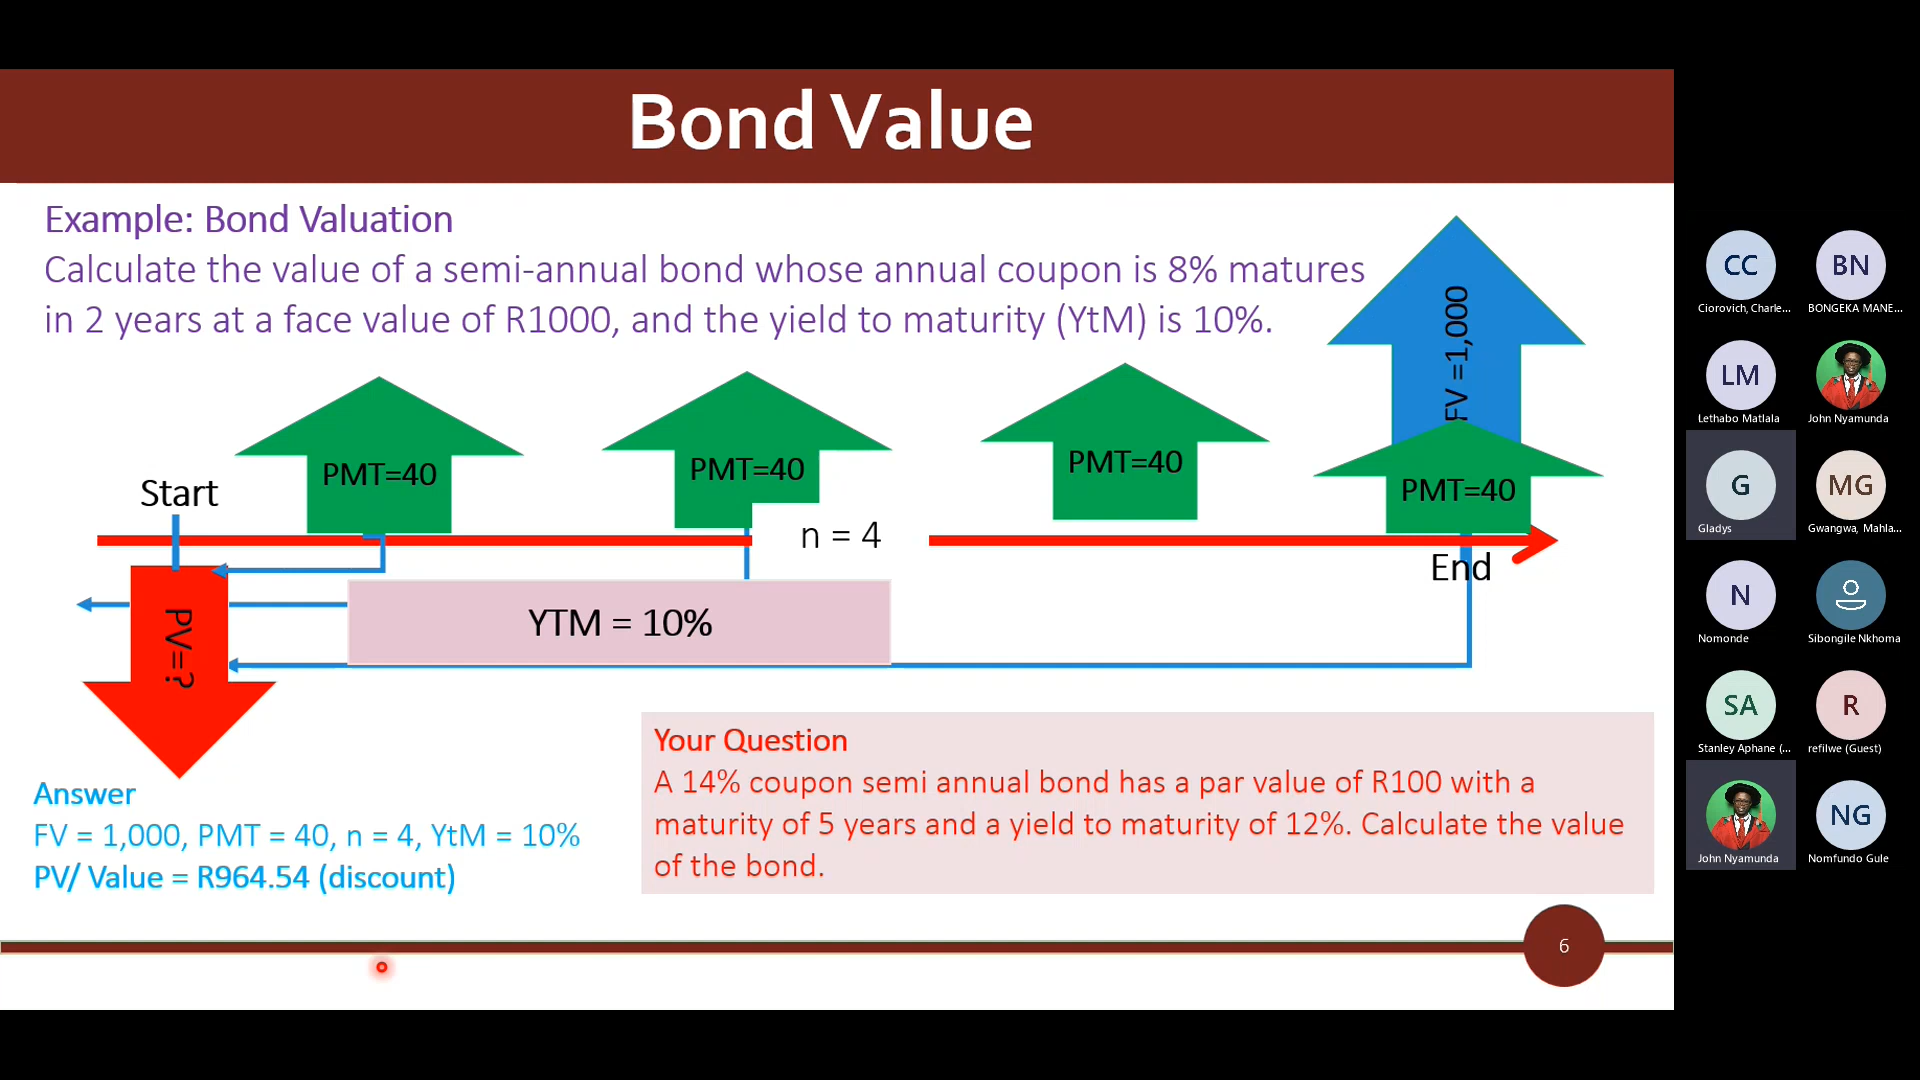 Bond Value
Example: Bond Valuation
Calculate the value of a semi-annual bond whose annual coupon is 8% matures
in 2 years at a face value of R1000, and the yield to maturity (YtM) is 10%.
FV =1,000
PMT=40
PMT=40
PMT=40
PMT=40
Start
n = 4
End
PV=?
YTM = 10%
Your Question
A 14% coupon semi annual bond has a par value of R100 with a
maturity of 5 years and a yield to maturity of 12%. Calculate the value
of the bond.
Answer
FV = 1,000, PMT = 40, n = 4, YtM = 10%
PV/ Value = R964.54 (discount)
6
CC
Ciorovich, Charle...
BN
BONGEKA MANE...
LM
Lethabo Matlala
John Nyamunda
G
Gladys
MG
Gwangwa, Mahla...
N
Nomonde
Sibongile Nkhoma
SA
Stanley Aphane (...
R
refilwe (Guest)
John Nyamunda
NG
Nomfundo Gule